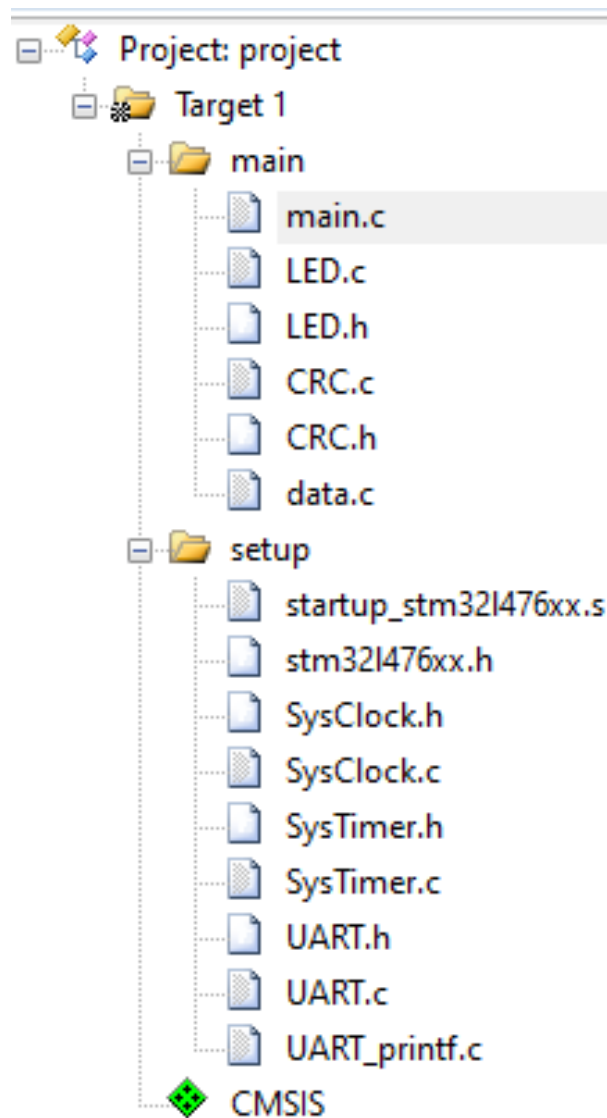 Project: project
Target 1
main
main.c
LED.c
LED.h
CRC.c
CRC.h
data.c
setup
startup_stm32l476xx.s
stm32l476xx.h
SysClock.h
SysClock.c
SysTimer.h
SysTimer.c
UART.h
UART.c
UART_printf.c
CMSIS